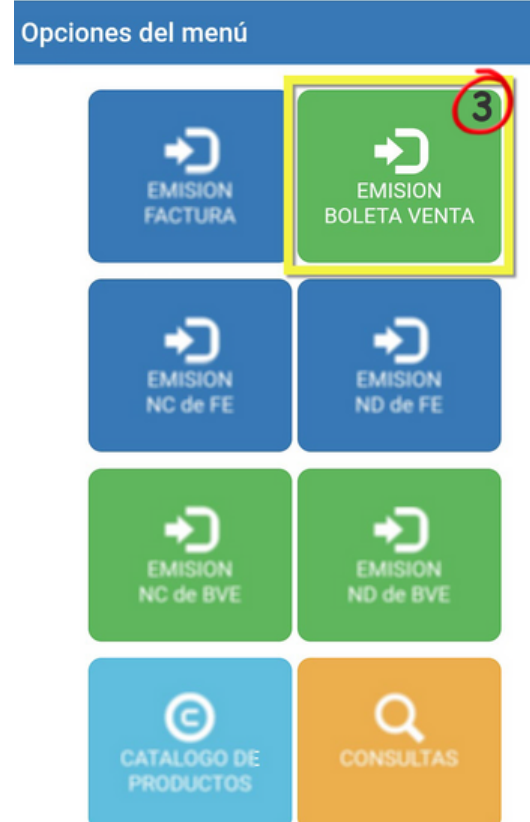 Opciones del menú
3
EMISION
FACTURA
EMISION
BOLETA VENTA
EMISION
NC de FE
EMISION
ND de FE
EMISION
NC de BVE
EMISION
ND de BVE
CATALOGO DE
PRODUCTOS
CONSULTAS